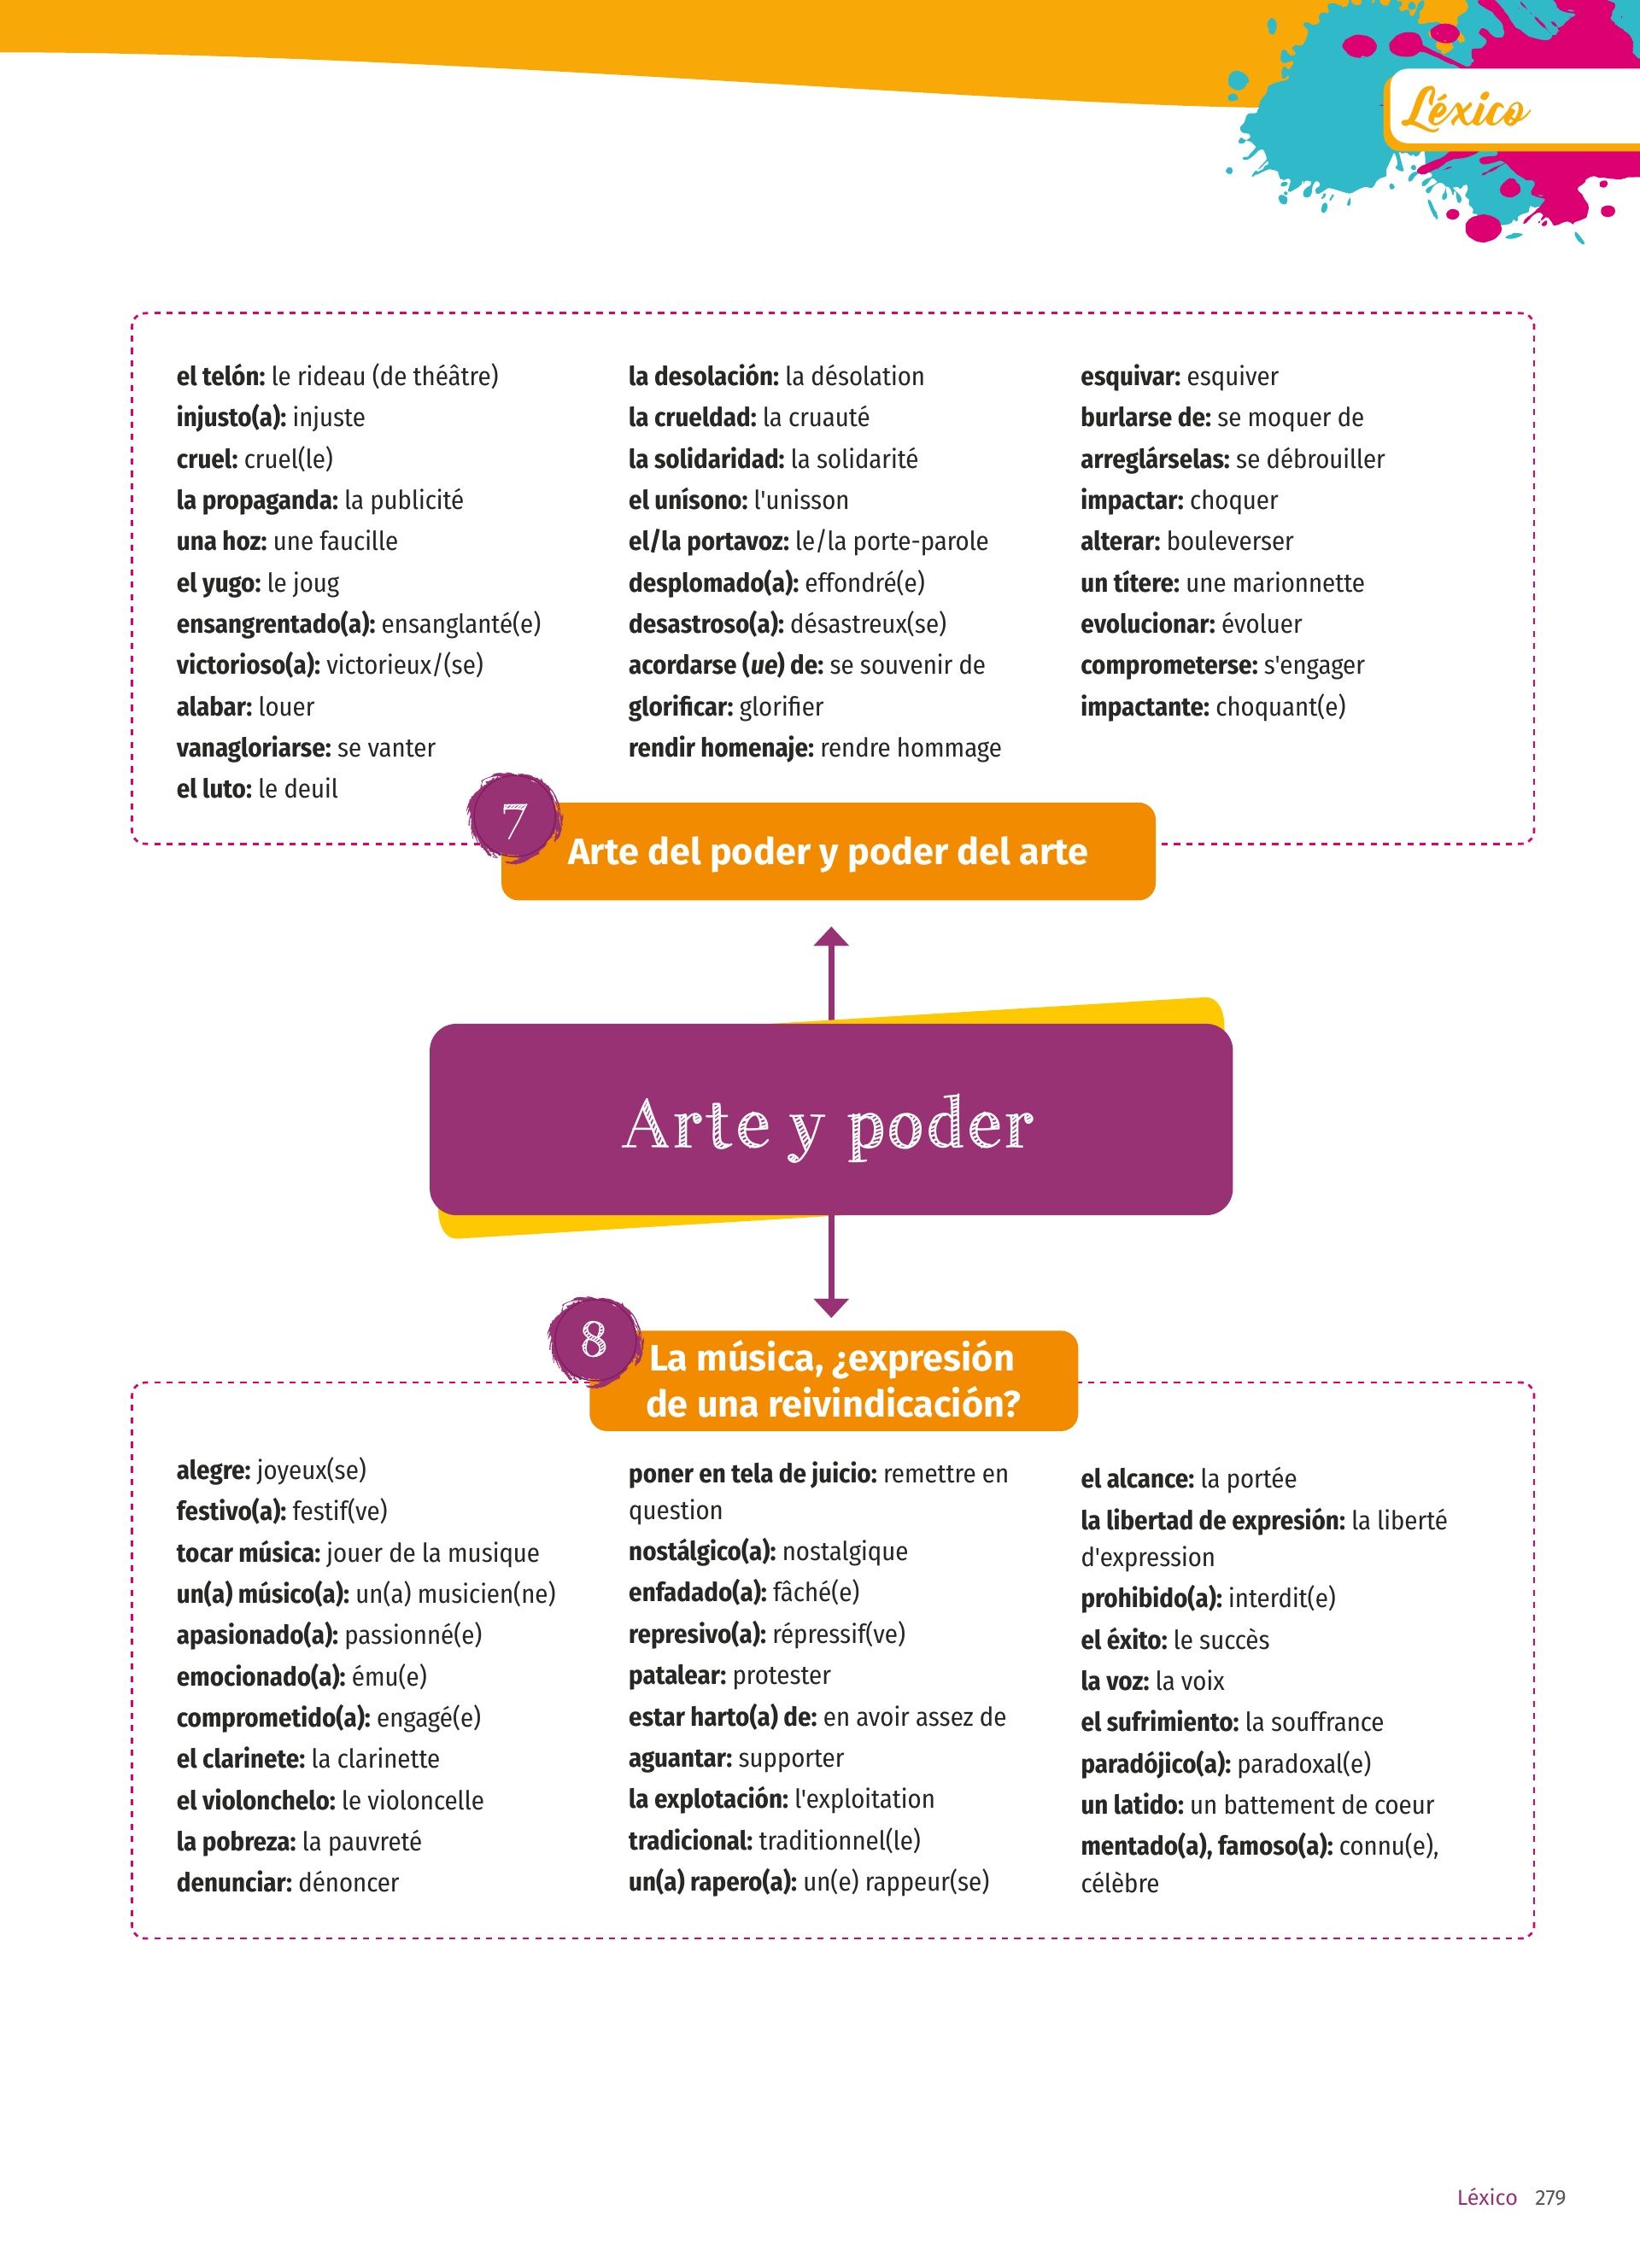 Léxico
el telón: le rideau (de théâtre)
injusto(a): injuste
cruel: cruel(le)
la propaganda: la publicité
una hoz: une faucille
el yugo: le joug
ensangrentado(a): ensanglanté(e)
victorioso(a): victorieux/(se)
alabar: louer
vanagloriarse: se vanter
el luto: le deuil
la desolación: la désolation
la crueldad: la cruauté
la solidaridad: la solidarité
el unísono: l'unisson
el/la portavoz: le/la porte-parole
desplomado(a): effondré(e)
desastroso(a): désastreux(se)
acordarse (ue) de: se souvenir de
glorificar: glorifier
rendir homenaje: rendre hommage
esquivar: esquiver
burlarse de: se moquer de
arreglárselas: se débrouiller
impactar: choquer
alterar: bouleverser
un títere: une marionnette
evolucionar: évoluer
comprometerse: s'engager
impactante: choquant(e)
7
Arte del poder y poder del arte
Arte y poder
8
La música, ¿expresión
de una reivindicación?
alegre: joyeux(se)
festivo(a): festif(ve)
tocar música: jouer de la musique
un(a) músico(a): un(a) musicien(ne)
apasionado(a): passionné(e)
emocionado(a): ému(e)
comprometido(a): engagé(e)
el clarinete: la clarinette
el violonchelo: le violoncelle
la pobreza: la pauvreté
denunciar: dénoncer
poner en tela de juicio: remettre en
question
nostálgico(a): nostalgique
enfadado(a): fâché(e)
represivo(a): répressif(ve)
patalear: protester
estar harto(a) de: en avoir assez de
aguantar: supporter
la explotación: l'exploitation
tradicional: traditionnel(le)
un(a) rapero(a): un(e) rappeur(se)
el alcance: la portée
la libertad de expresión: la liberté
d'expression
prohibido(a): interdit(e)
el éxito: le succès
la voz: la voix
el sufrimiento: la souffrance
paradójico(a): paradoxal(e)
un latido: un battement de coeur
mentado(a), famoso(a): connu(e),
célèbre
Léxico 279